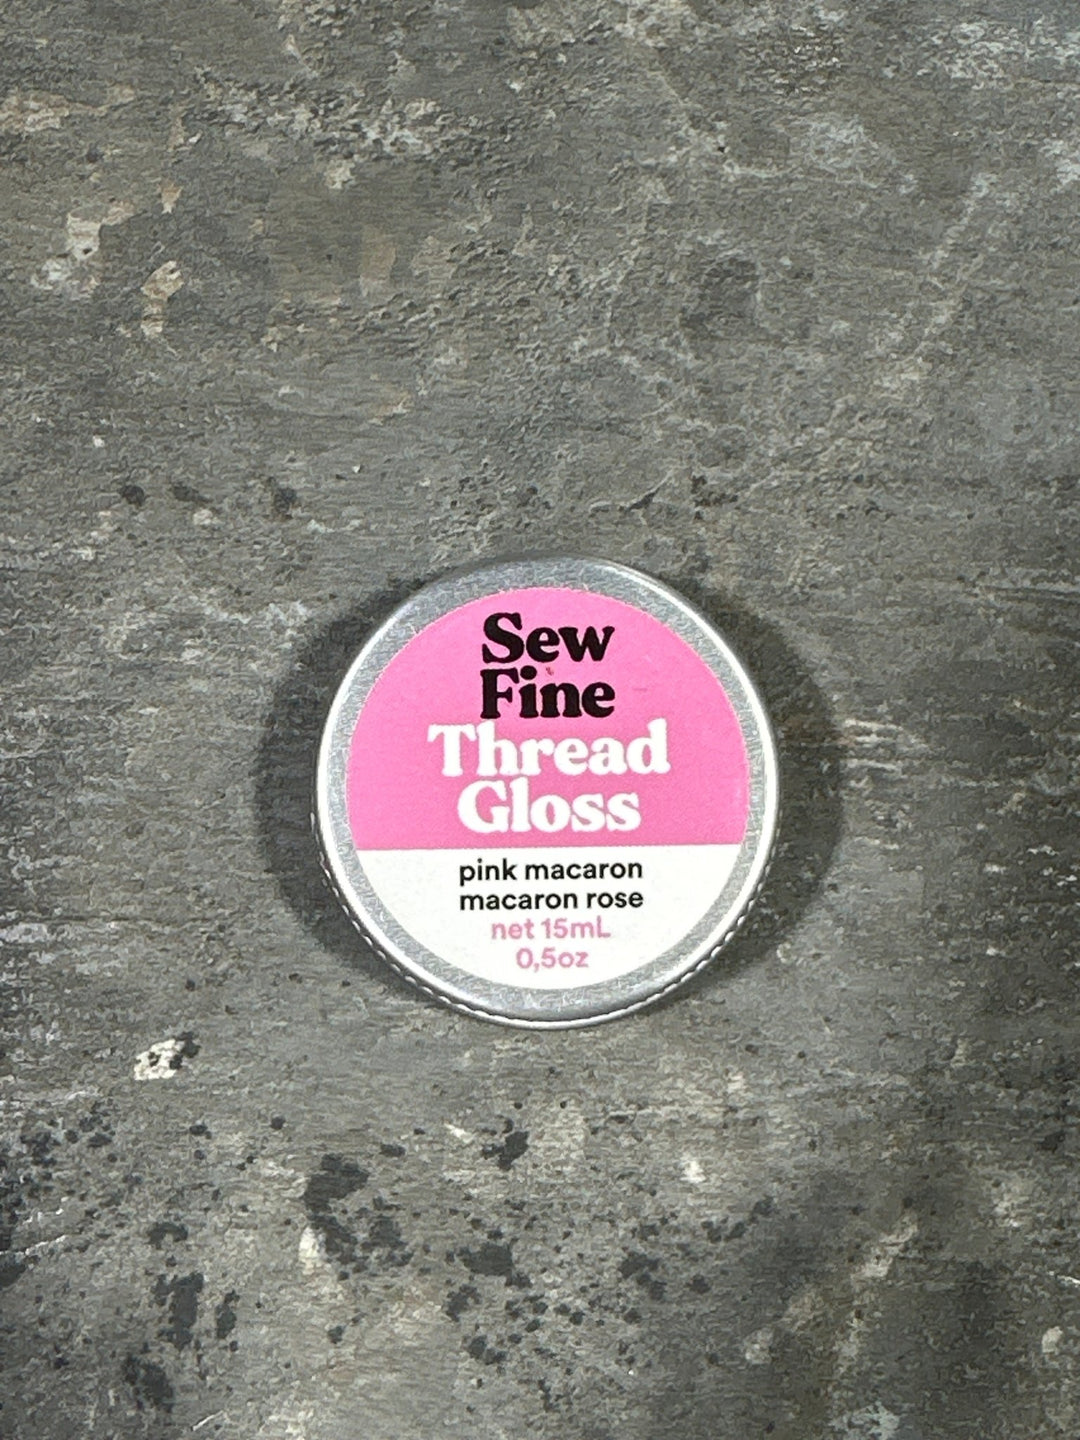 Sew
Fine
Thread
Gloss
pink macaron
macaron rose
net 15mL
0,5oz